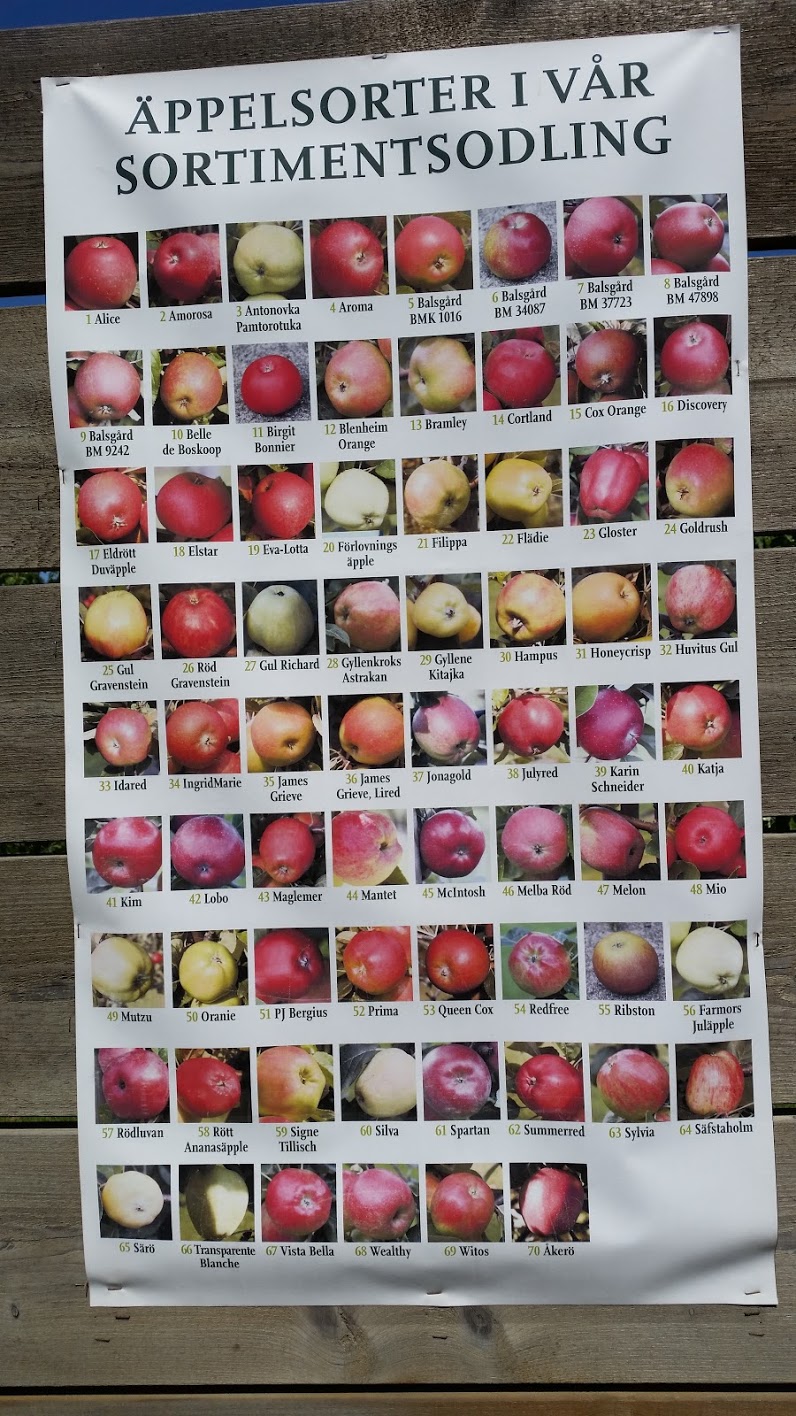 ÄPPELSORTER I VÅR
SORTIMENTSODLING
1 Alice
2 Amorosa
3 Antonovka
Pamtorotuka
4 Aroma
5 Balsgård
BMK 1016
6 Balsgård
BM 34087
7 Balsgård
BM 37723
8 Balsgård
BM 47898
9 Balsgård
BM 9242
10 Belle
de Boskoop
11 Birgit
Bonnier
12 Blenheim
Orange
13 Bramley
14 Cortland
15 Cox Orange
16 Discovery
17 Eldrött
Duväpple
18 Elstar
19 Eva-Lotta
20 Förlovnings
äpple
21 Filippa
22 Flädie
23 Gloster
24 Goldrush
25 Gul
Gravenstein
26 Röd
Gravenstein
27 Gul Richard
28 Gyllenkroks
Astrakan
29 Gyllene
Kitajka
30 Hampus
31 Honeycrisp
32 Huvitus Gul
33 Idared
34 IngridMarie
35 James
Grieve
36 James
Grieve, Lired
37 Jonagold
38 Julyred
39 Karin
Schneider
40 Katja
41 Kim
42 Lobo
43 Maglemer
44 Mantet
45 McIntosh
46 Melba Röd
47 Melon
48 Mio
49 Mutzu
50 Oranie
51 PJ Bergius
52 Prima
53 Queen Cox
54 Redfree
55 Ribston
56 Farmors
Juläpple
57 Rödluvan
58 Rött
Ananasäpple
59 Signe
Tillisch
60 Silva
61 Spartan
62 Summerred
63 Sylvia
64 Säfstaholm
65 Särö
66 Transparente
Blanche
67 Vista Bella
68 Wealthy
69 Witos
70 Åkerö